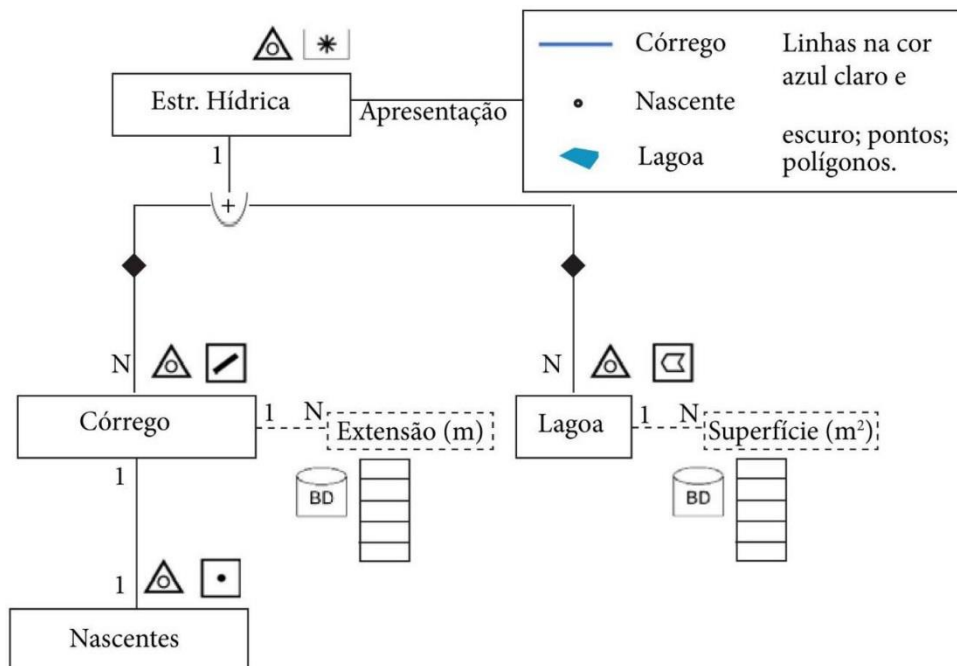 Estr. Hídrica
Apresentação
Córrego
Nascente
Lagoa
Linhas na cor
azul claro e
escuro; pontos;
polígonos.
1
+
N
N
Córrego
1
N
Extensão (m)
Lagoa
1
N
Superfície (m²)
1
BD
BD
1
Nascentes